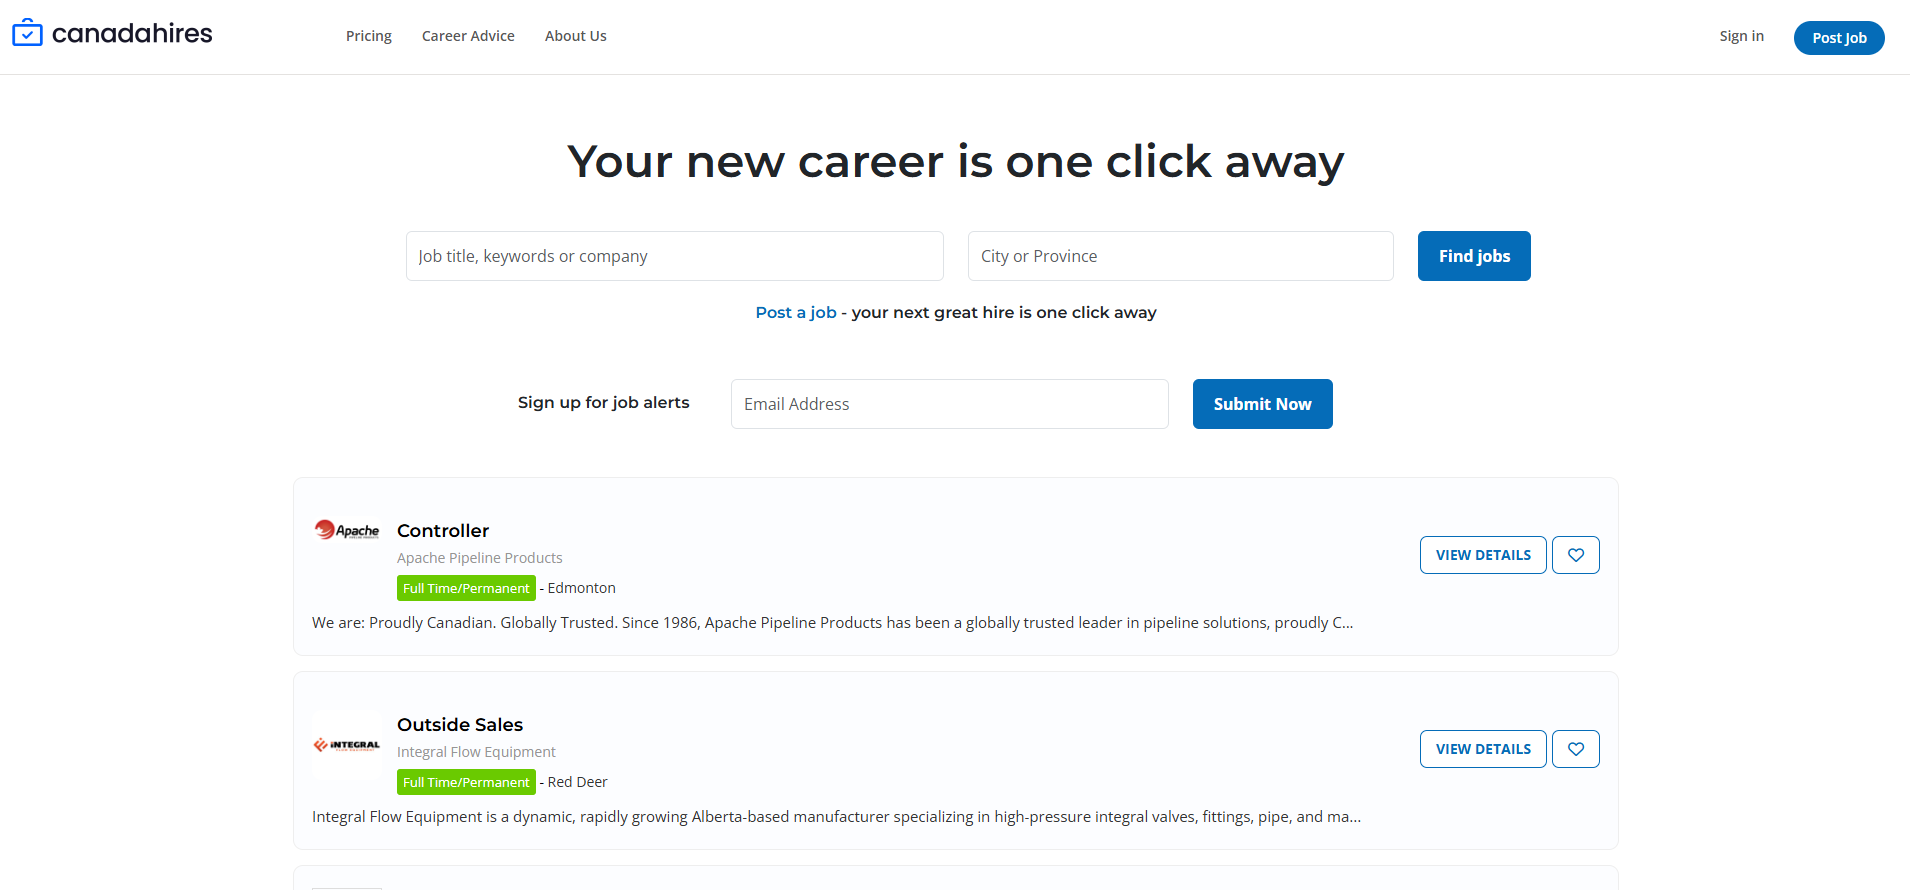 canadahires
Pricing Career Advice About Us
Sign in Post Job
Your new career is one click away
Job title, keywords or company City or Province Find jobs
Post a job - your next great hire is one click away
Sign up for job alerts Email Address Submit Now
Apache
Controller
Apache Pipeline Products
Full Time/Permanent - Edmonton
VIEW DETAILS
We are: Proudly Canadian. Globally Trusted. Since 1986, Apache Pipeline Products has been a globally trusted leader in pipeline solutions, proudly C...
INTEGRAL
Outside Sales
Integral Flow Equipment
Full Time/Permanent - Red Deer
VIEW DETAILS
Integral Flow Equipment is a dynamic, rapidly growing Alberta-based manufacturer specializing in high-pressure integral valves, fittings, pipe, and ma...